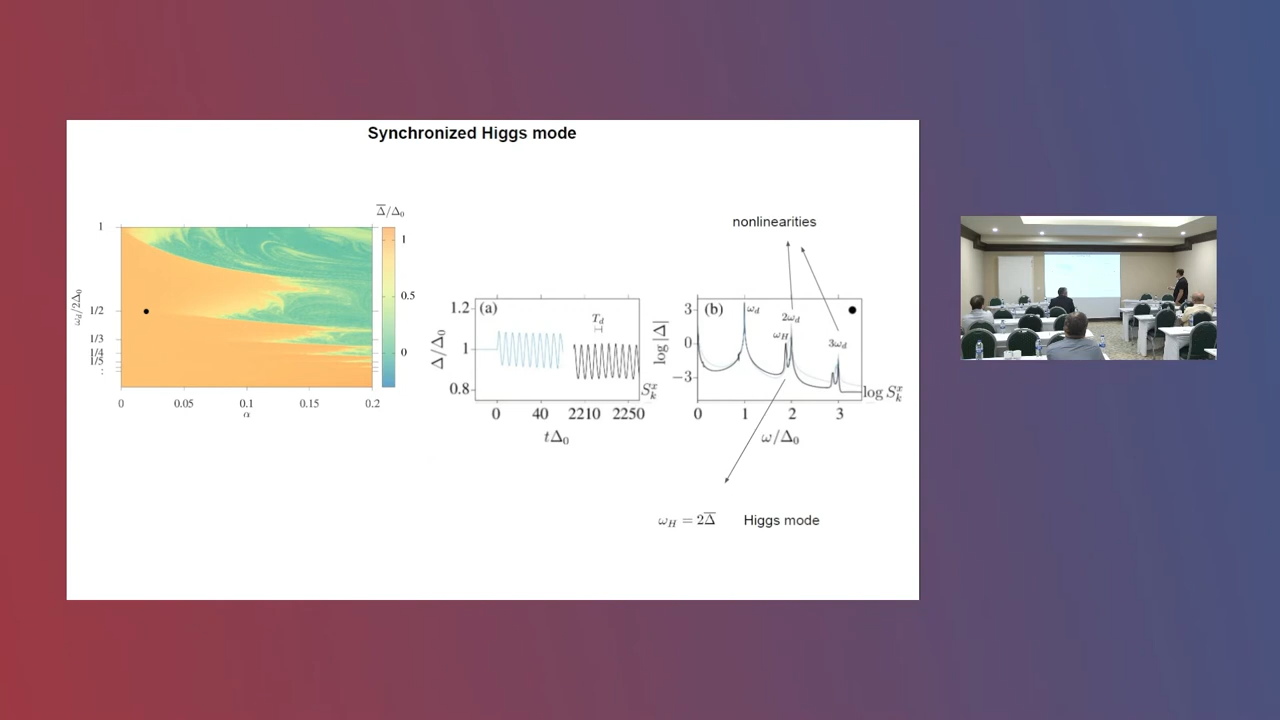 Synchronized Higgs mode
Δ̅/Δ₀
1
1/2
1/3
1/4
1/5
ω_d/2Δ₀
0
0.05
0.1
0.15
0.2
α
1
0.5
0
(a)
1.2
1
0.8
Δ/Δ₀
T_d
0
40
2210
2250
tΔ₀
S_k^x
nonlinearities
(b)
3
0
−3
log|Δ|
ω_d
ω_H
2ω_d
3ω_d
log S_k^x
0
1
2
3
ω/Δ₀
ω_H = 2Δ̅ Higgs mode